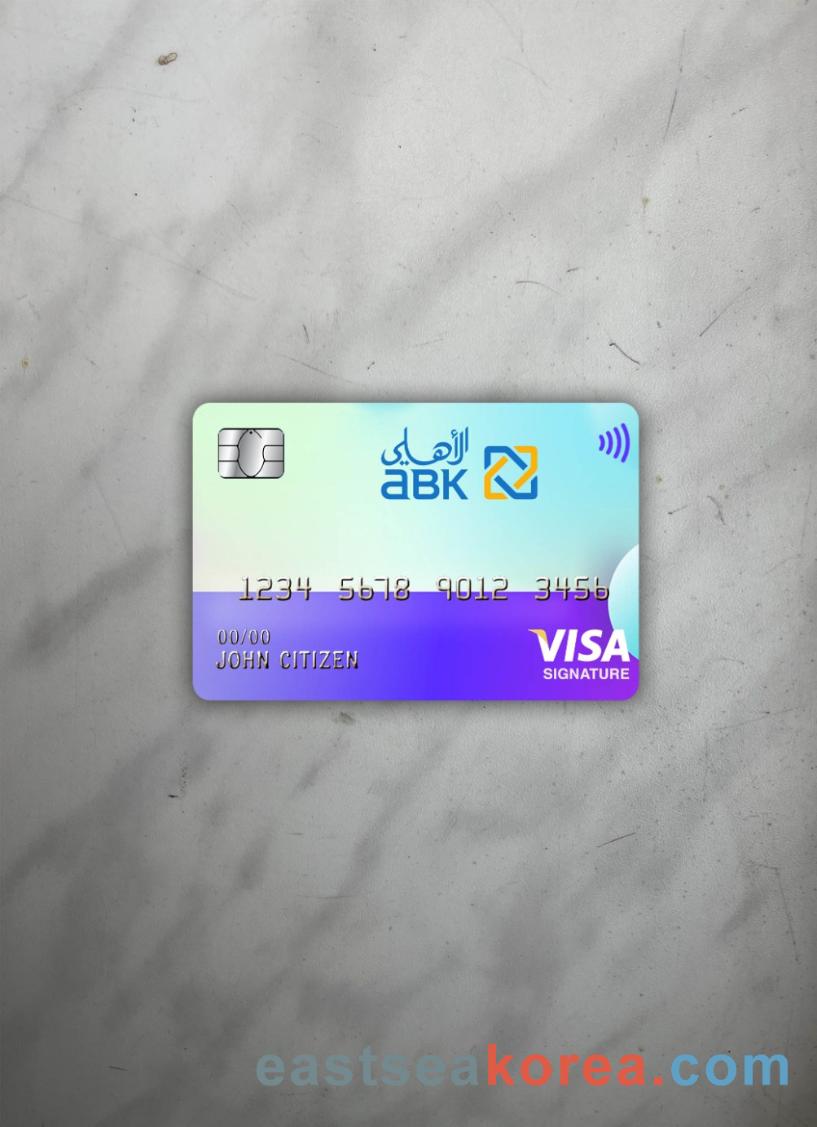 الأهلي
ABK
1234 5678 9012 3456
00/00
JOHN CITIZEN
VISA
SIGNATURE
eastseakorea.com